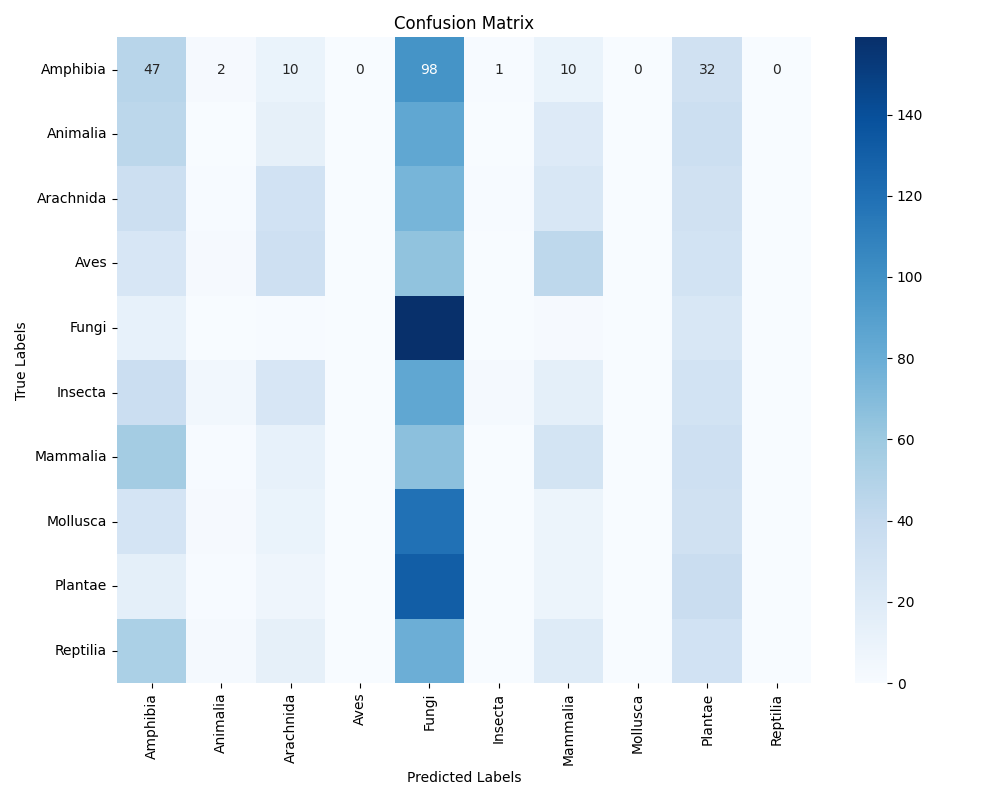 Confusion Matrix
True Labels
Amphibia 47 2 10 0 98 1 10 0 32 0
Animalia
Arachnida
Aves
Fungi
Insecta
Mammalia
Mollusca
Plantae
Reptilia
Amphibia Animalia Arachnida Aves Fungi Insecta Mammalia Mollusca Plantae Reptilia
Predicted Labels
140
120
100
80
60
40
20
0